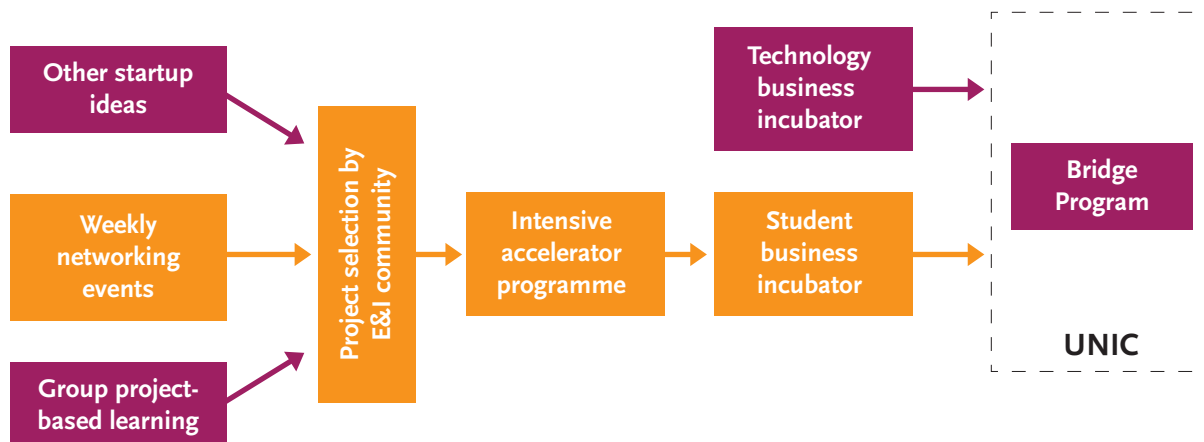 Other startup
ideas
Weekly
networking
events
Group project-
based learning
Project selection by
E&I community
Intensive
accelerator
programme
Technology
business
incubator
Student
business
incubator
Bridge
Program
UNIC